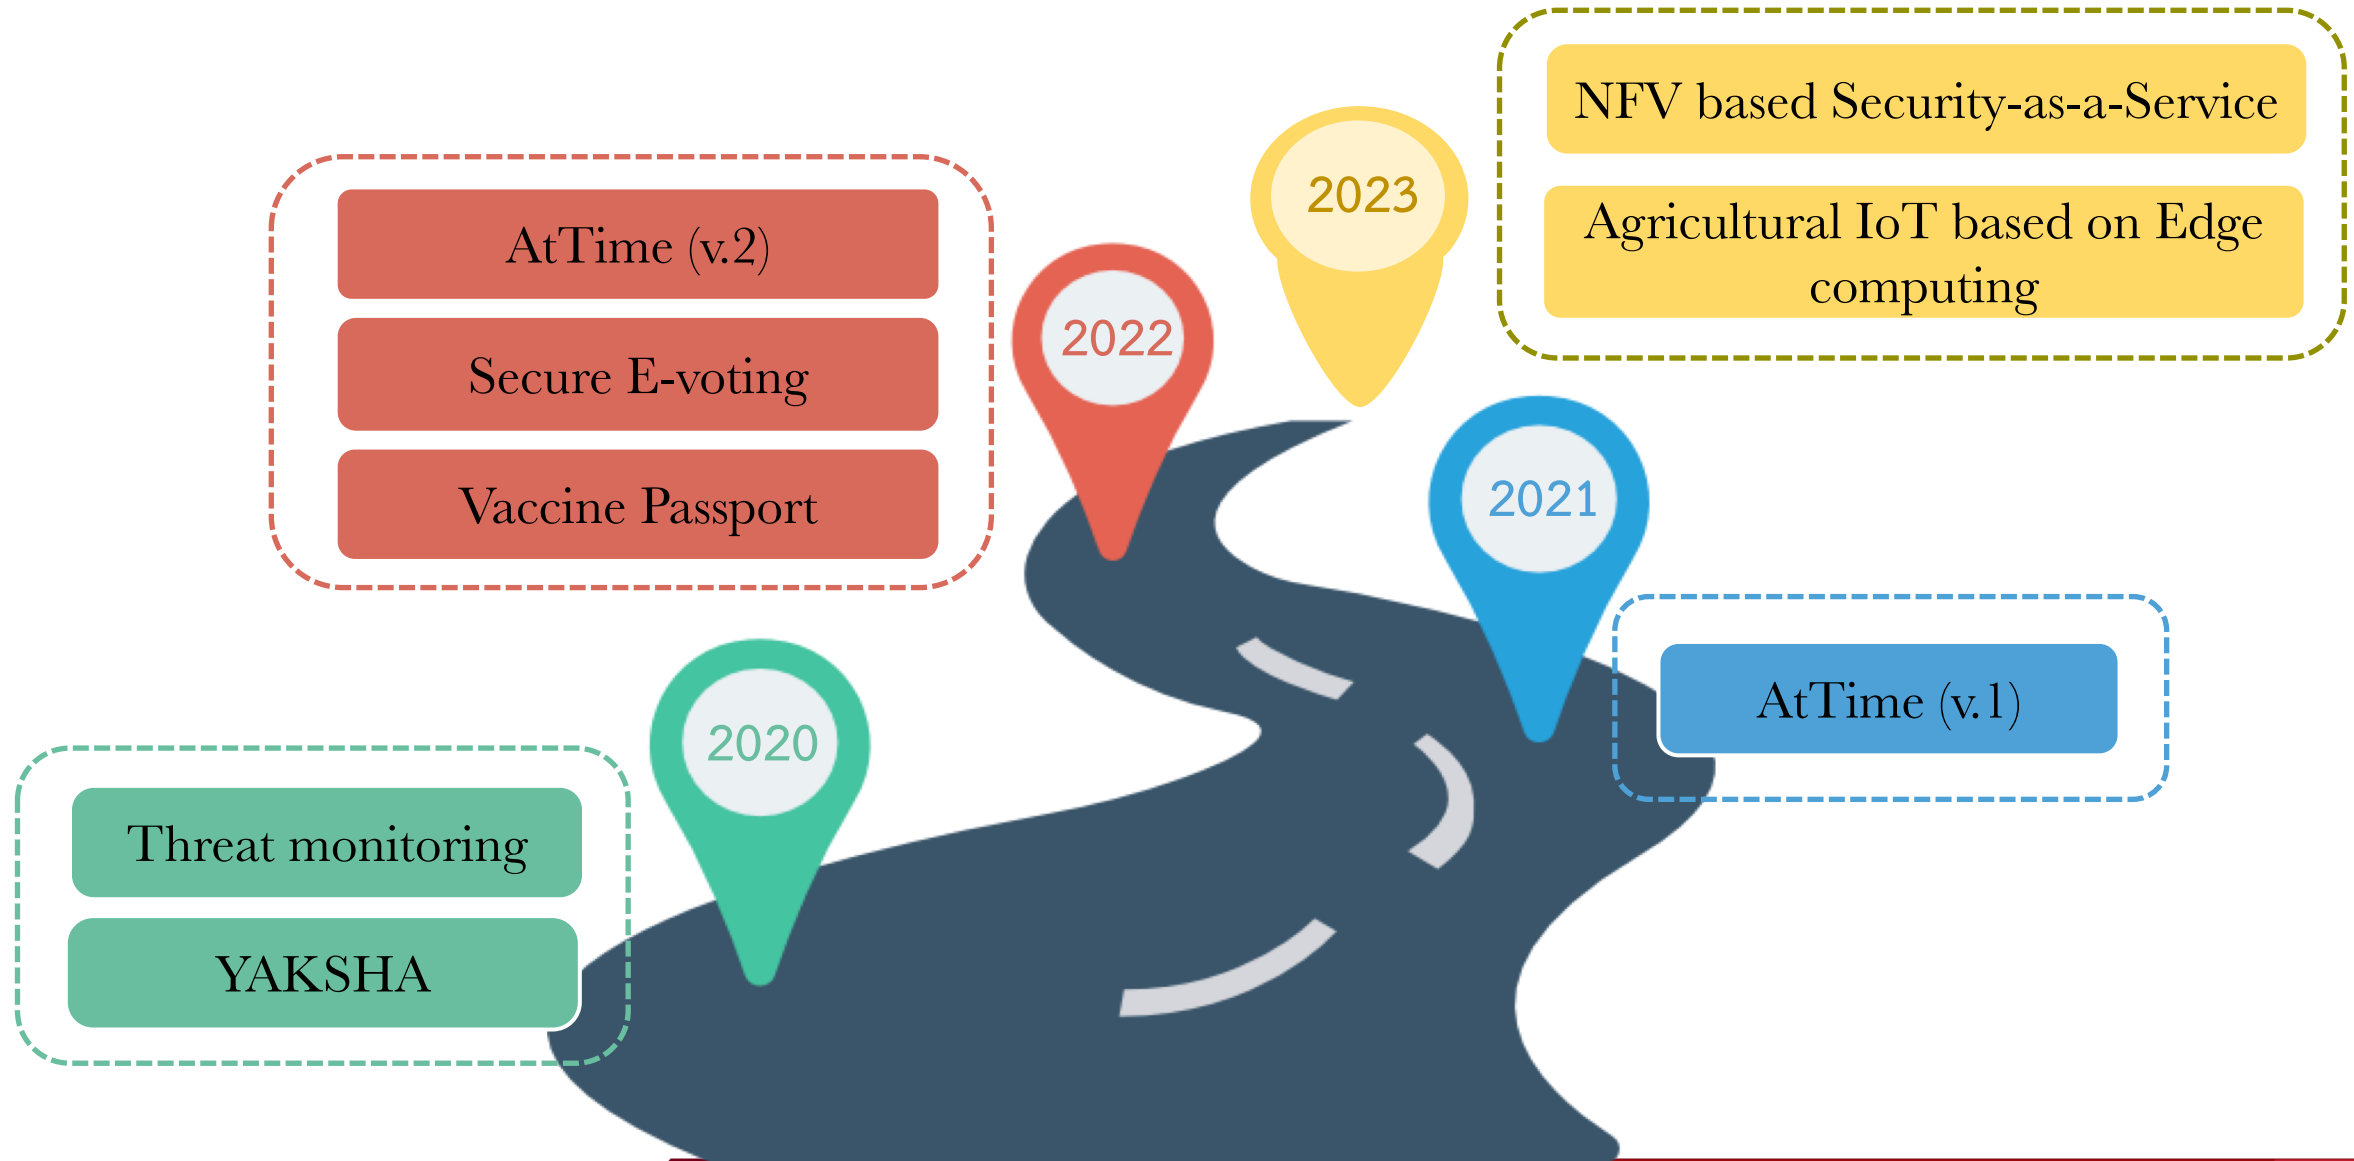 NFV based Security-as-a-Service
2023
Agricultural IoT based on Edge
computing
AtTime (v.2)
2022
Secure E-voting
Vaccine Passport
2021
AtTime (v.1)
2020
Threat monitoring
YAKSHA